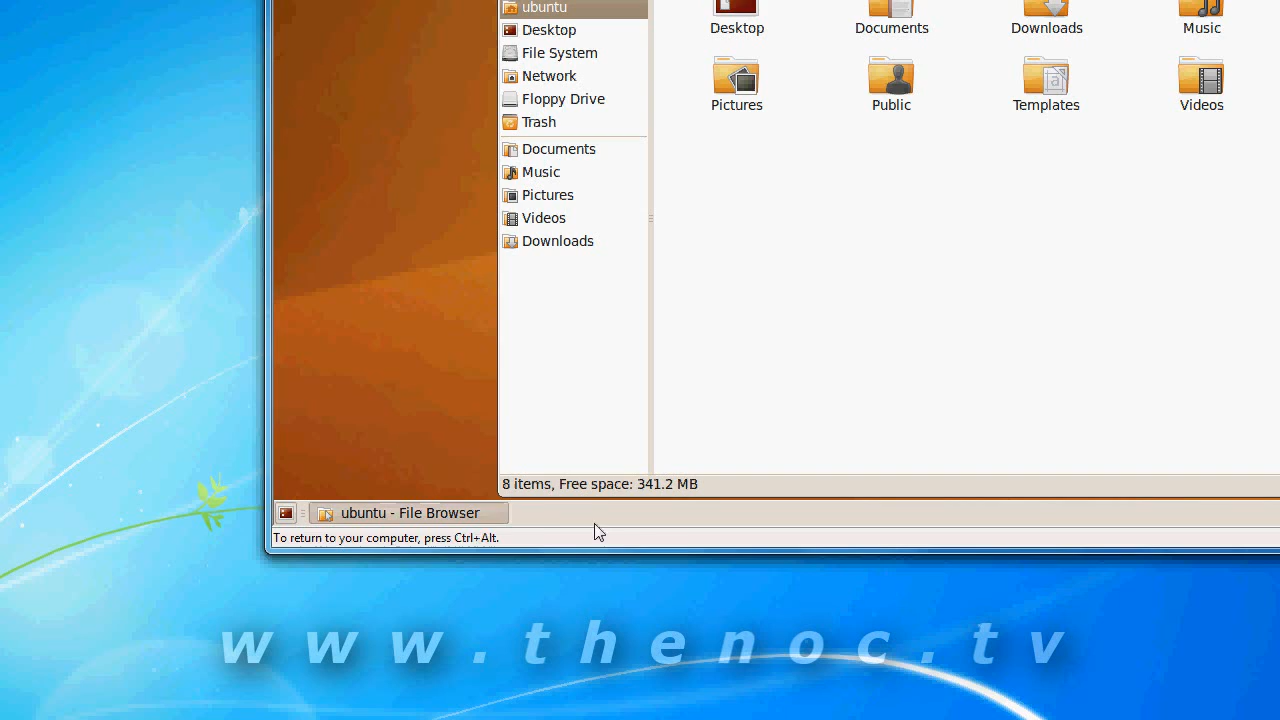 ubuntu
Desktop
File System
Network
Floppy Drive
Trash
Documents
Music
Pictures
Videos
Downloads
Desktop Documents Downloads Music
Pictures Public Templates Videos
8 items, Free space: 341.2 MB
ubuntu - File Browser
To return to your computer, press Ctrl+Alt.
www.thenoc.tv